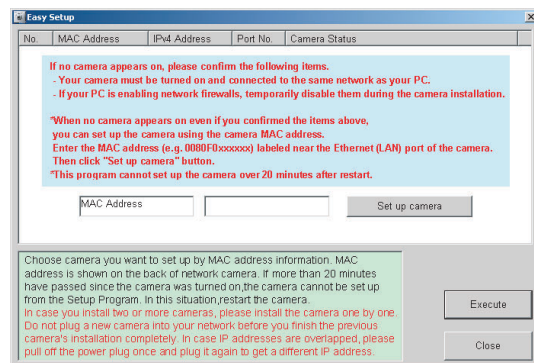 Easy Setup
No. MAC Address IPv4 Address Port No. Camera Status
If no camera appears on, please confirm the following items.
- Your camera must be turned on and connected to the same network as your PC.
- If your PC is enabling network firewalls, temporarily disable them during the camera installation.
*When no camera appears on even if you confirmed the items above,
you can set up the camera using the camera MAC address.
Enter the MAC address (e.g. 0080F0xxxxxx) labeled near the Ethernet (LAN) port of the camera.
Then click "Set up camera" button.
*This program cannot set up the camera over 20 minutes after restart.
MAC Address Set up camera
Choose camera you want to set up by MAC address information. MAC
address is shown on the back of network camera. If more than 20 minutes
have passed since the camera was turned on,the camera cannot be set up
from the Setup Program. In this situation,restart the camera.
In case you install two or more cameras, please install the camera one by one.
Do not plug a new camera into your network before you finish the previous
camera's installation completely. In case IP addresses are overlapped, please
pull off the power plug once and plug it again to get a different IP address.
Execute
Close